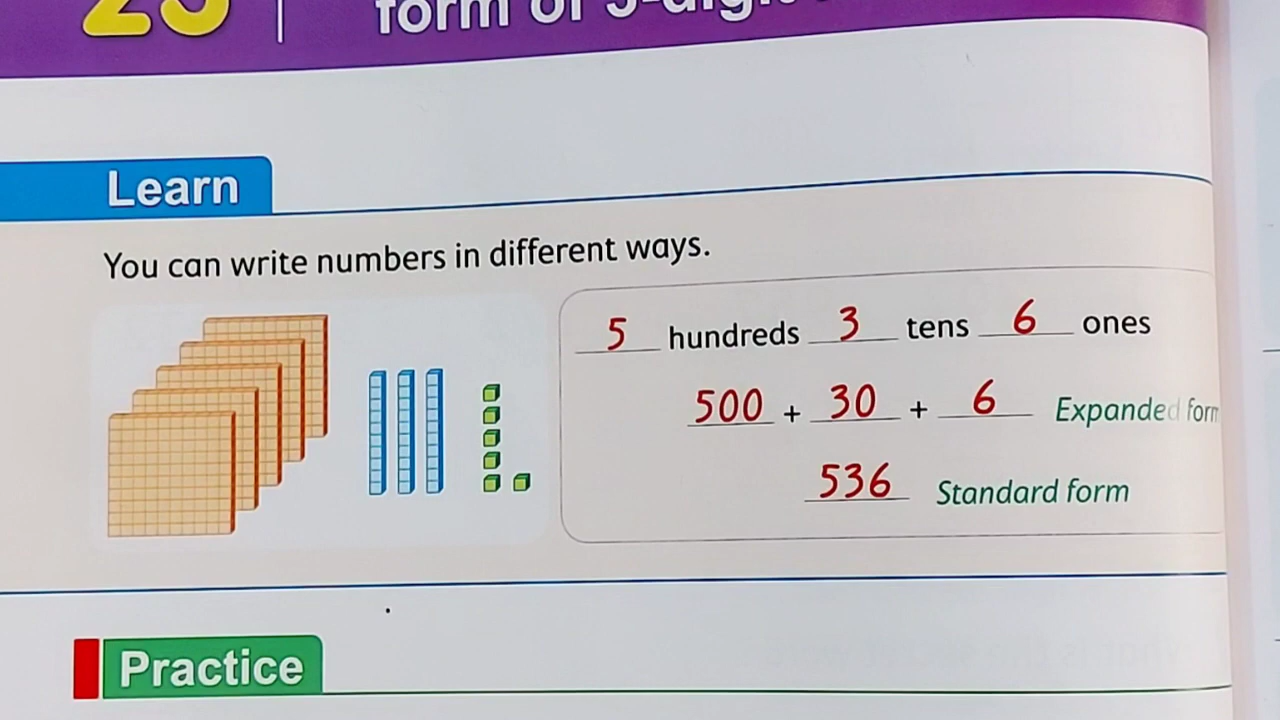 form of 3-digit
Learn
You can write numbers in different ways.
5 hundreds 3 tens 6 ones
500 + 30 + 6 Expanded form
536 Standard form
Practice